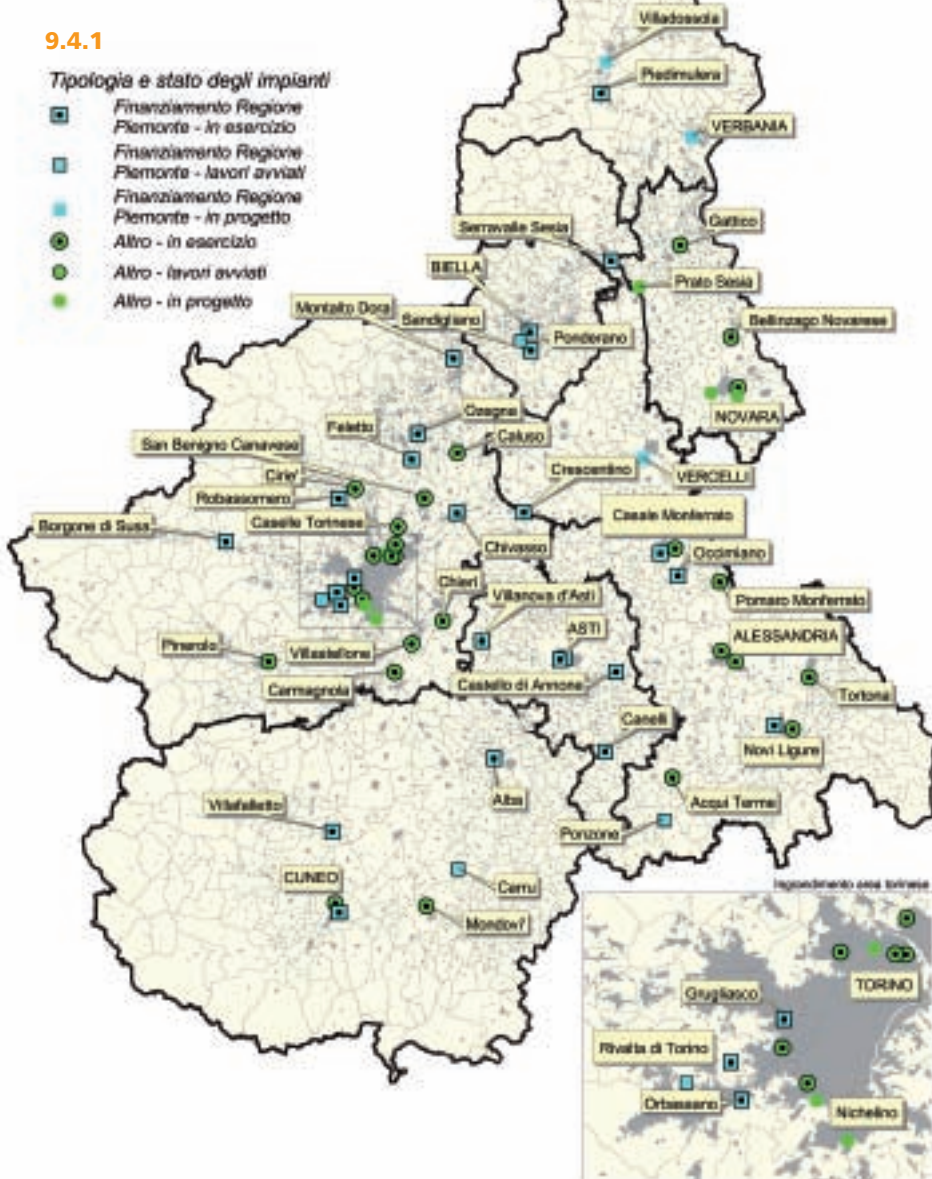 9.4.1
Tipologia e stato degli impianti
Finanziamento Regione
Piemonte - in esercizio
Finanziamento Regione
Piemonte - lavori avviati
Finanziamento Regione
Piemonte - in progetto
Altro - in esercizio
Altro - lavori avviati
Altro - in progetto
Villadossola
Piedimulera
VERBANIA
Serravalle Sesia
Gattico
BIELLA
Prato Sesia
Montalto Dora
Sandigliano
Ponderano
Bellinzago Novarese
NOVARA
Ozegna
Feletto
Caluso
San Benigno Canavese
Cirie'
Crescentino
VERCELLI
Robassomero
Casale Monferrato
Borgone di Susa
Caselle Torinese
Chivasso
Occimiano
Chieri
Villanova d'Asti
Pomaro Monferrato
ASTI
ALESSANDRIA
Pinerolo
Villastellone
Carmagnola
Castello di Annone
Tortona
Canelli
Novi Ligure
Alba
Acqui Terme
Villafalletto
Ponzone
CUNEO
Carru
Mondovi'
Ingrandimento area torinese
TORINO
Grugliasco
Rivalta di Torino
Orbassano
Nichelino